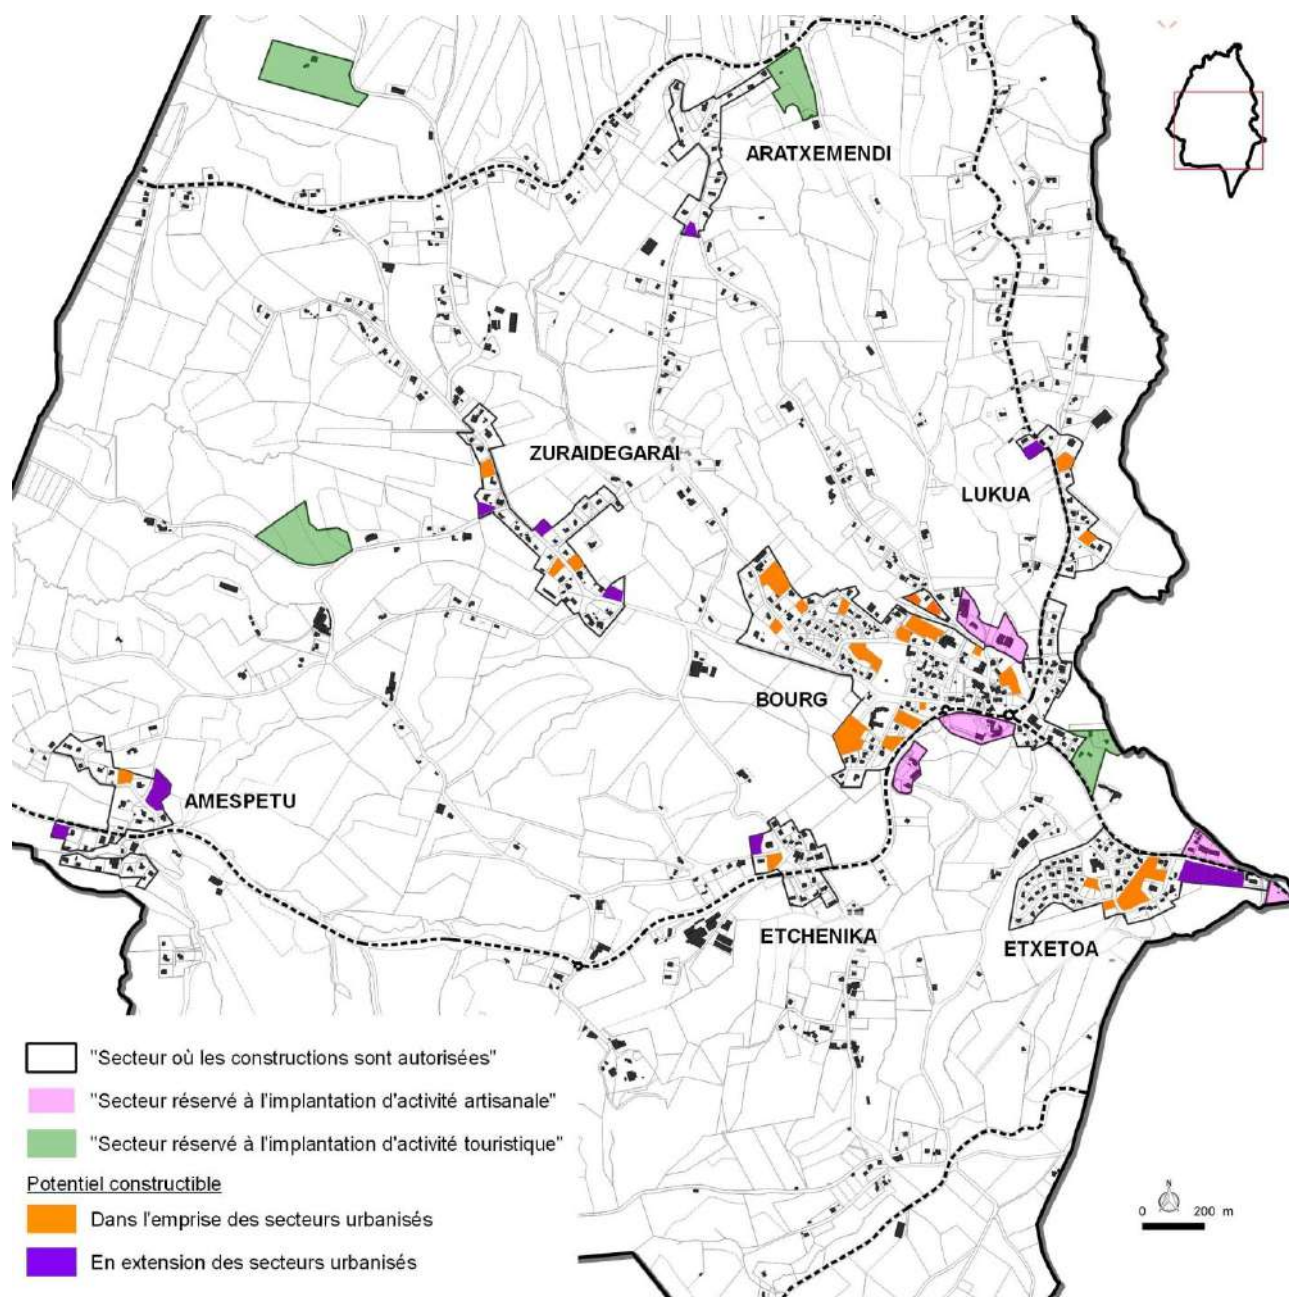 ARATXEMENDI
ZURAIDEGARAI
LUKUA
BOURG
AMESPETU
ETCHENIKA
ETXETOA
"Secteur où les constructions sont autorisées"
"Secteur réservé à l'implantation d'activité artisanale"
"Secteur réservé à l'implantation d'activité touristique"
Potentiel constructible
Dans l'emprise des secteurs urbanisés
En extension des secteurs urbanisés
N
0 200 m